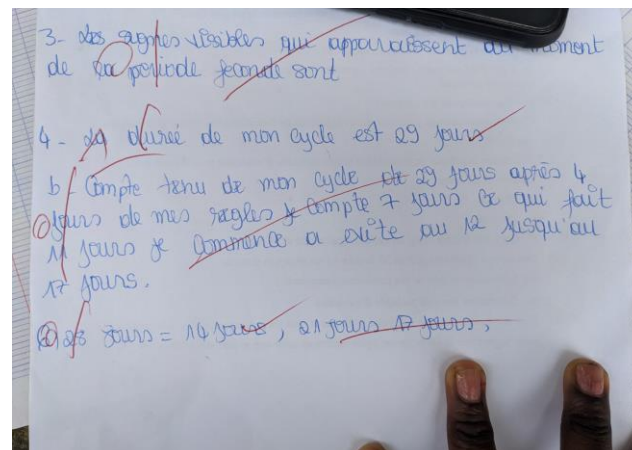 3- Les signes visibles qui apparaissent au moment
de la période feconde sont
4- La dureé de mon cycle est 29 jours
b- Compte tenu de mon cycle de 29 jours après 4
jours de mes règles je compte 7 jours ce qui fait
11 jours je commence a evite au 12 jusqu'au
17 jours.
28 jours = 14 jours, 21 jours 17 jours,